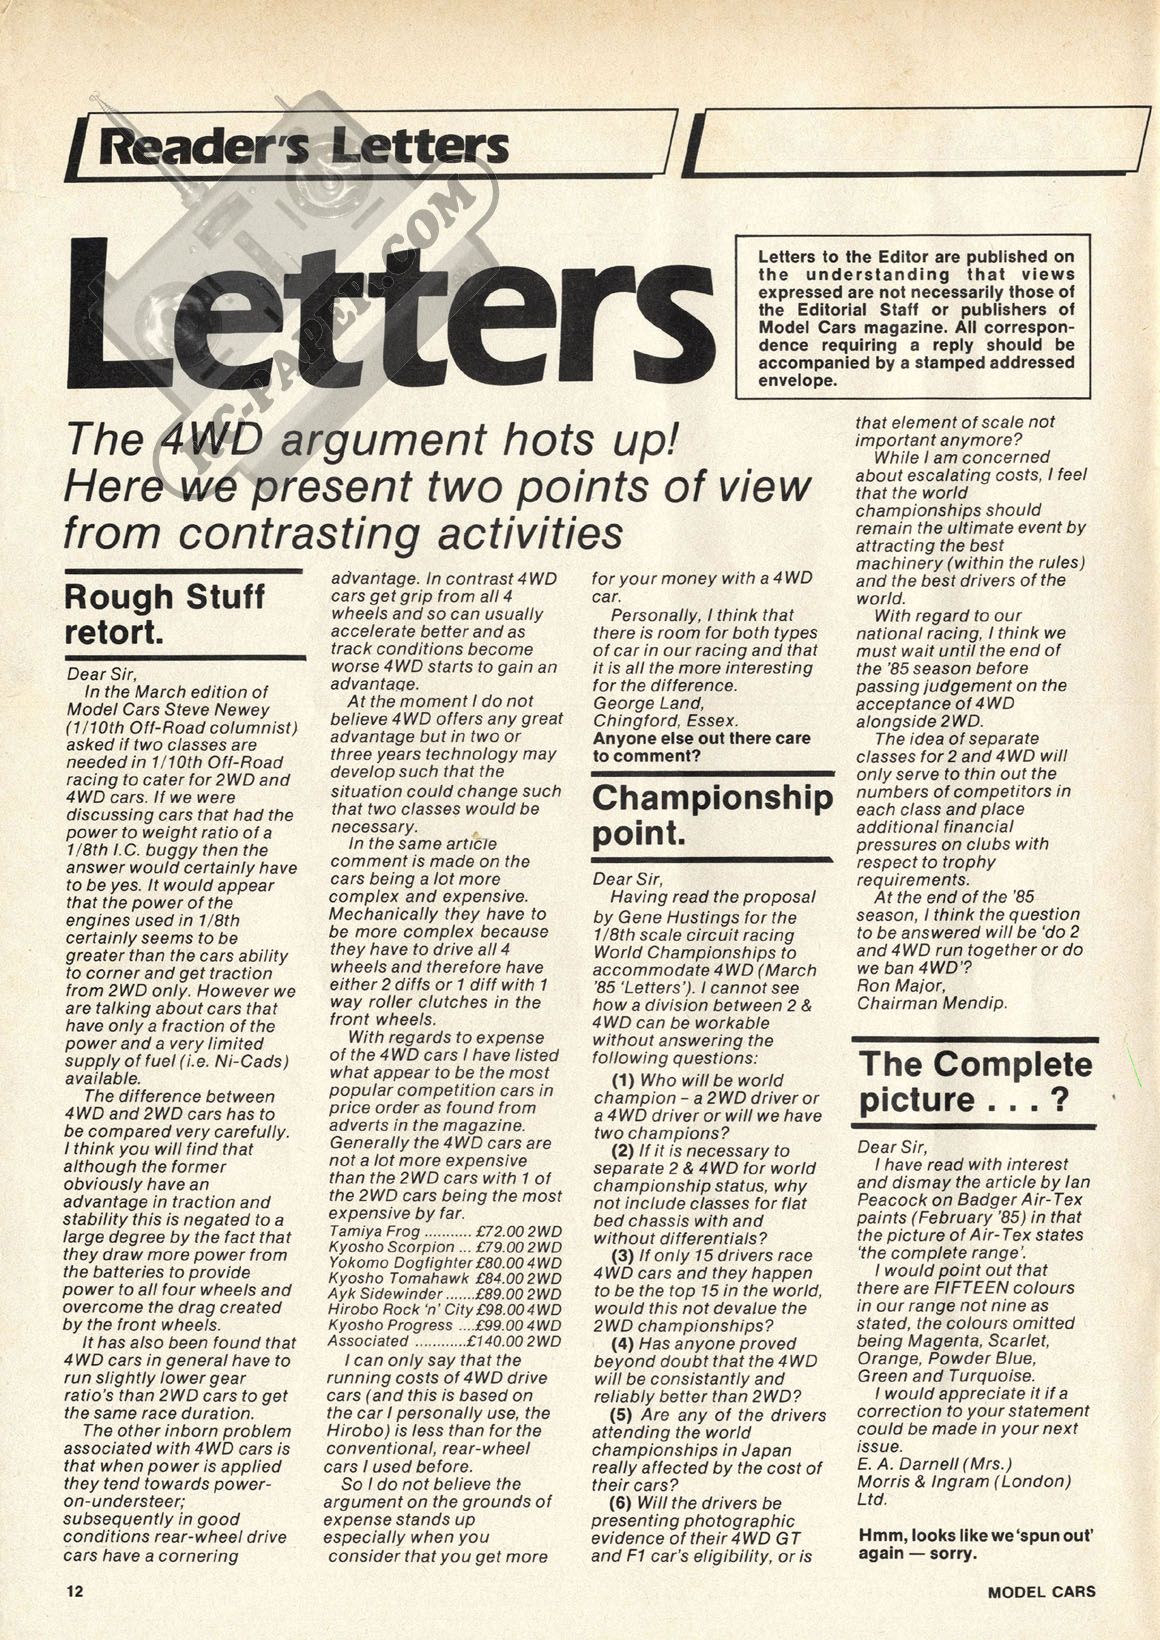 Reader's Letters
Letters
Letters to the Editor are published on
the understanding that views
expressed are not necessarily those of
the Editorial Staff or publishers of
Model Cars magazine. All correspon-
dence requiring a reply should be
accompanied by a stamped addressed
envelope.
The 4WD argument hots up!
Here we present two points of view
from contrasting activities
Rough Stuff
retort.
Dear Sir,
In the March edition of
Model Cars Steve Newey
(1/10th Off-Road columnist)
asked if two classes are
needed in 1/10th Off-Road
racing to cater for 2WD and
4WD cars. If we were
discussing cars that had the
power to weight ratio of a
1/8th I.C. buggy then the
answer would certainly have
to be yes. It would appear
that the power of the
engines used in 1/8th
certainly seems to be
greater than the cars ability
to corner and get traction
from 2WD only. However we
are talking about cars that
have only a fraction of the
power and a very limited
supply of fuel (i.e. Ni-Cads)
available.
The difference between
4WD and 2WD cars has to
be compared very carefully.
I think you will find that
although the former
obviously have an
advantage in traction and
stability this is negated to a
large degree by the fact that
they draw more power from
the batteries to provide
power to all four wheels and
overcome the drag created
by the front wheels.
It has also been found that
4WD cars in general have to
run slightly lower gear
ratio's than 2WD cars to get
the same race duration.
The other inborn problem
associated with 4WD cars is
that when power is applied
they tend towards power-
on-understeer;
subsequently in good
conditions rear-wheel drive
cars have a cornering
advantage. In contrast 4WD
cars get grip from all 4
wheels and so can usually
accelerate better and as
track conditions become
worse 4WD starts to gain an
advantage.
At the moment I do not
believe 4WD offers any great
advantage but in two or
three years technology may
develop such that the
situation could change such
that two classes would be
necessary.
In the same article
comment is made on the
cars being a lot more
complex and expensive.
Mechanically they have to
be more complex because
they have to drive all 4
wheels and therefore have
either 2 diffs or 1 diff with 1
way roller clutches in the
front wheels.
With regards to expense
of the 4WD cars I have listed
what appear to be the most
popular competition cars in
price order as found from
adverts in the magazine.
Generally the 4WD cars are
not a lot more expensive
than the 2WD cars with 1 of
the 2WD cars being the most
expensive by far.
Tamiya Frog ........... £72.00 2WD
Kyosho Scorpion ... £79.00 2WD
Yokomo Dogfighter £80.00 4WD
Kyosho Tomahawk £84.00 2WD
Ayk Sidewinder .......£89.00 2WD
Hirobo Rock 'n' City £98.00 4WD
Kyosho Progress ....£99.00 4WD
Associated ............£140.00 2WD
I can only say that the
running costs of 4WD drive
cars (and this is based on
the car I personally use, the
Hirobo) is less than for the
conventional, rear-wheel
cars I used before.
So I do not believe the
argument on the grounds of
expense stands up
especially when you
consider that you get more
for your money with a 4WD
car.
Personally, I think that
there is room for both types
of car in our racing and that
it is all the more interesting
for the difference.
George Land,
Chingford, Essex.
Anyone else out there care
to comment?
Championship
point.
Dear Sir,
Having read the proposal
by Gene Hustings for the
1/8th scale circuit racing
World Championships to
accommodate 4WD (March
'85 'Letters'). I cannot see
how a division between 2 &
4WD can be workable
without answering the
following questions:
(1) Who will be world
champion – a 2WD driver or
a 4WD driver or will we have
two champions?
(2) If it is necessary to
separate 2 & 4WD for world
championship status, why
not include classes for flat
bed chassis with and
without differentials?
(3) If only 15 drivers race
4WD cars and they happen
to be the top 15 in the world,
would this not devalue the
2WD championships?
(4) Has anyone proved
beyond doubt that the 4WD
will be consistantly and
reliably better than 2WD?
(5) Are any of the drivers
attending the world
championships in Japan
really affected by the cost of
their cars?
(6) Will the drivers be
presenting photographic
evidence of their 4WD GT
and F1 car's eligibility, or is
that element of scale not
important anymore?
While I am concerned
about escalating costs, I feel
that the world
championships should
remain the ultimate event by
attracting the best
machinery (within the rules)
and the best drivers of the
world.
With regard to our
national racing, I think we
must wait until the end of
the '85 season before
passing judgement on the
acceptance of 4WD
alongside 2WD.
The idea of separate
classes for 2 and 4WD will
only serve to thin out the
numbers of competitors in
each class and place
additional financial
pressures on clubs with
respect to trophy
requirements.
At the end of the '85
season, I think the question
to be answered will be 'do 2
and 4WD run together or do
we ban 4WD'?
Ron Major,
Chairman Mendip.
The Complete
picture . . . ?
Dear Sir,
I have read with interest
and dismay the article by Ian
Peacock on Badger Air-Tex
paints (February '85) in that
the picture of Air-Tex states
'the complete range'.
I would point out that
there are FIFTEEN colours
in our range not nine as
stated, the colours omitted
being Magenta, Scarlet,
Orange, Powder Blue,
Green and Turquoise.
I would appreciate it if a
correction to your statement
could be made in your next
issue.
E. A. Darnell (Mrs.)
Morris & Ingram (London)
Ltd.
Hmm, looks like we 'spun out'
again — sorry.
12
MODEL CARS
RC-PAPER.COM